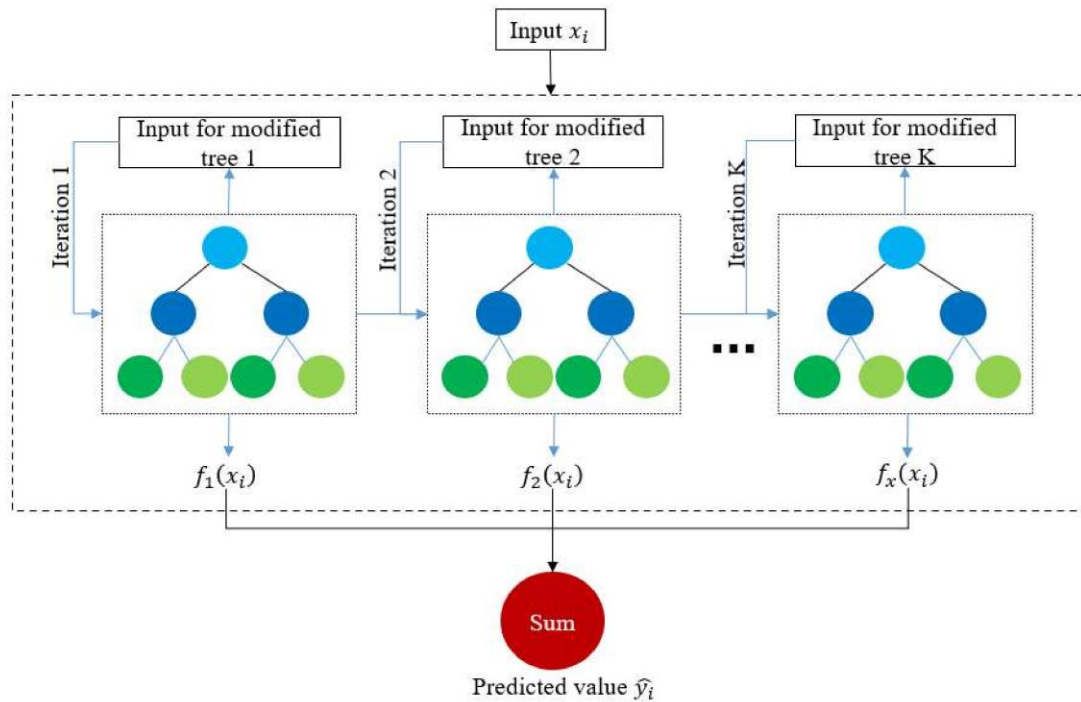 Input xᵢ
Input for modified
tree 1
Input for modified
tree 2
Input for modified
tree K
Iteration 1
Iteration 2
Iteration K
...
f₁(xᵢ)
f₂(xᵢ)
fₓ(xᵢ)
Sum
Predicted value ŷᵢ